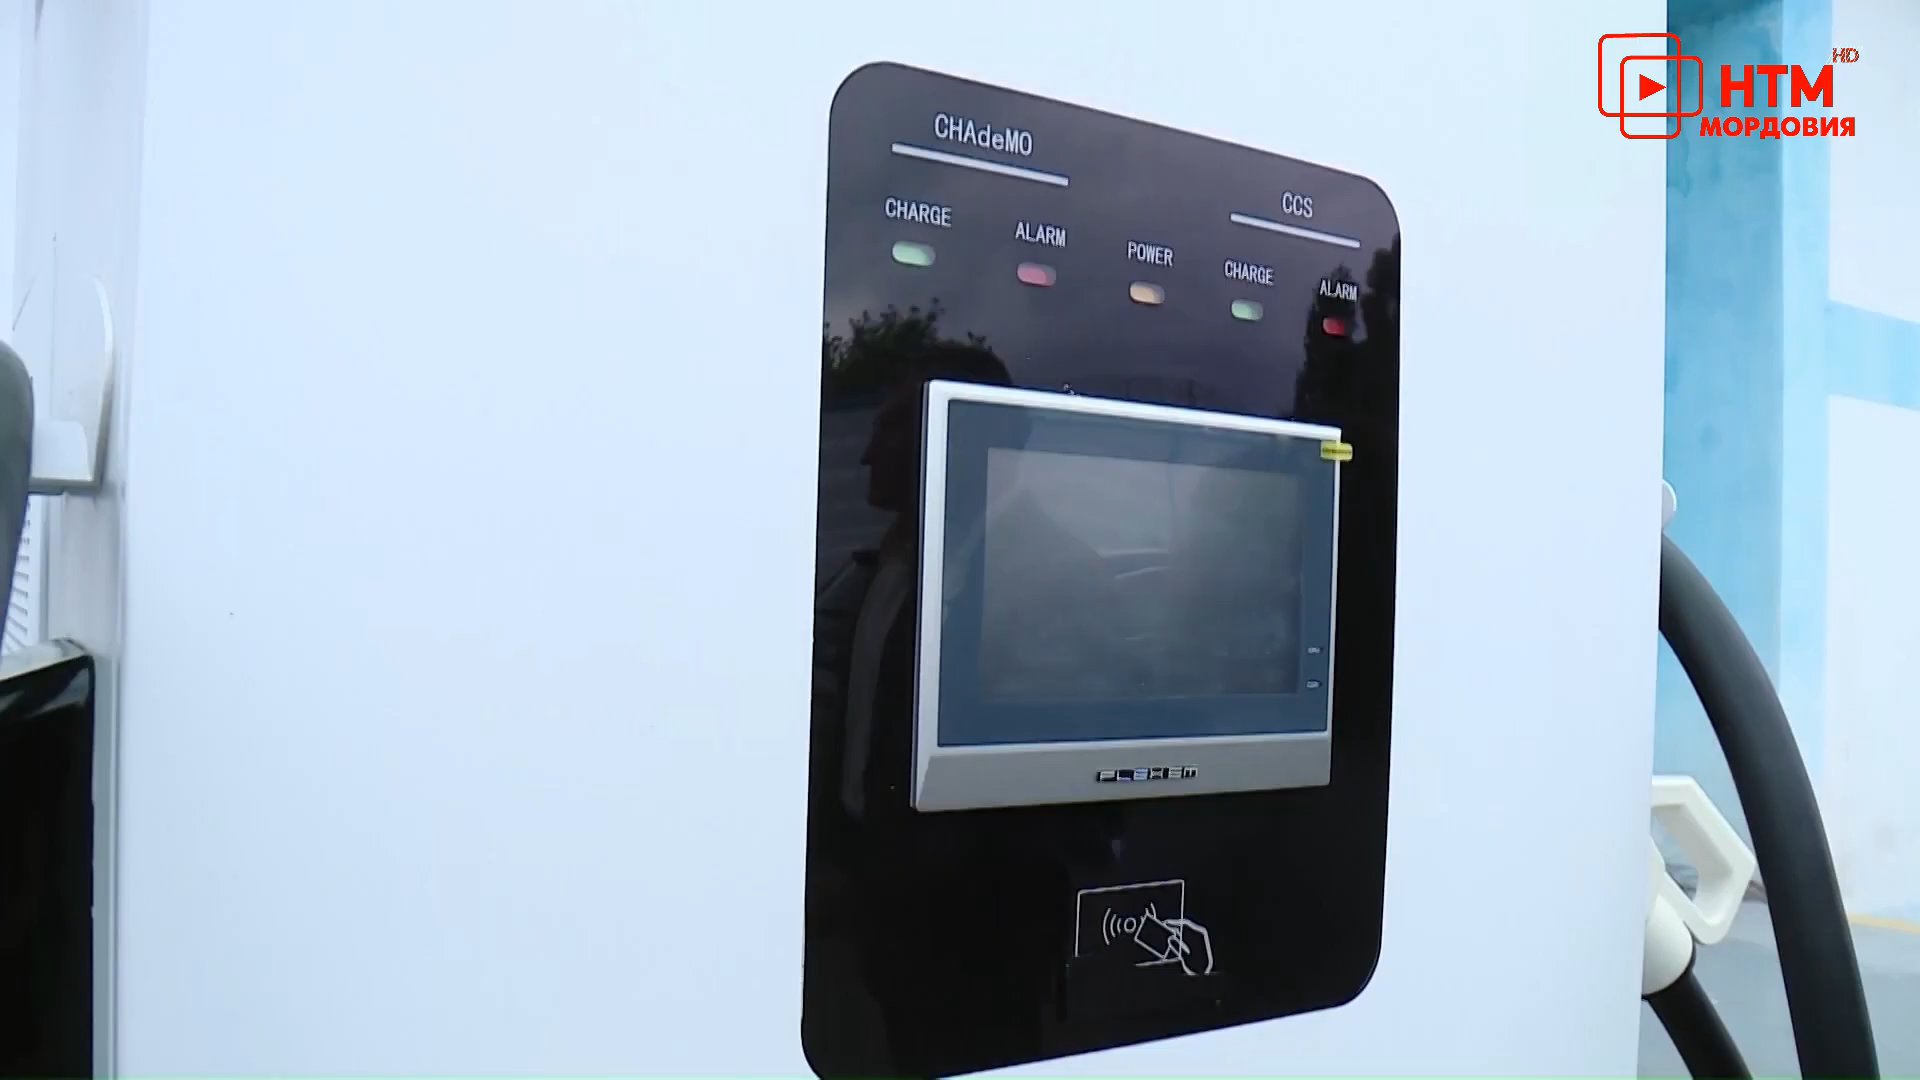 HD
НТМ
МОРДОВИЯ
CHAdeMO
CCS
CHARGE
ALARM
POWER
CHARGE
ALARM
FLEXEM